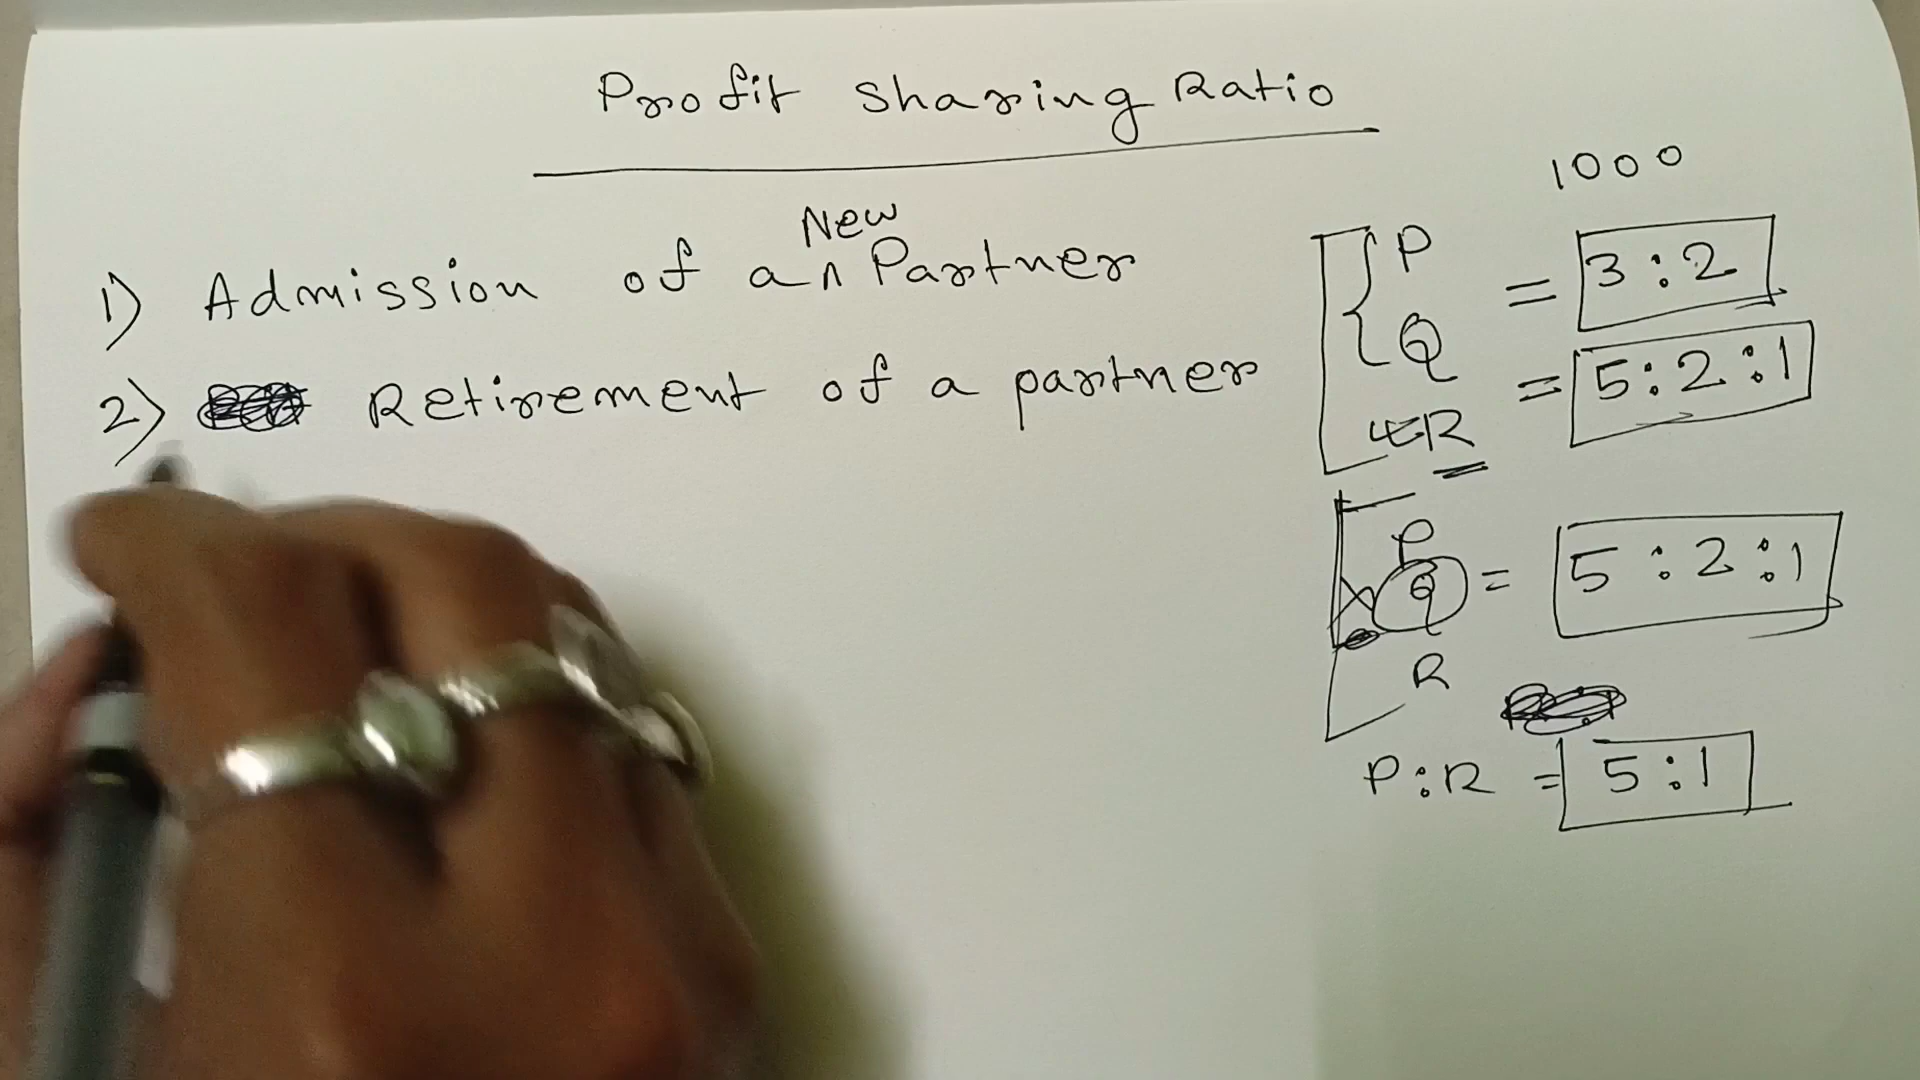 Profit Sharing Ratio
1) Admission of a ^ Partner
New
2) Retirement of a partner
1000
P
Q
= 3:2
R
= 5:2:1
P
Q
R
= 5:2:1
P:R = 5:1